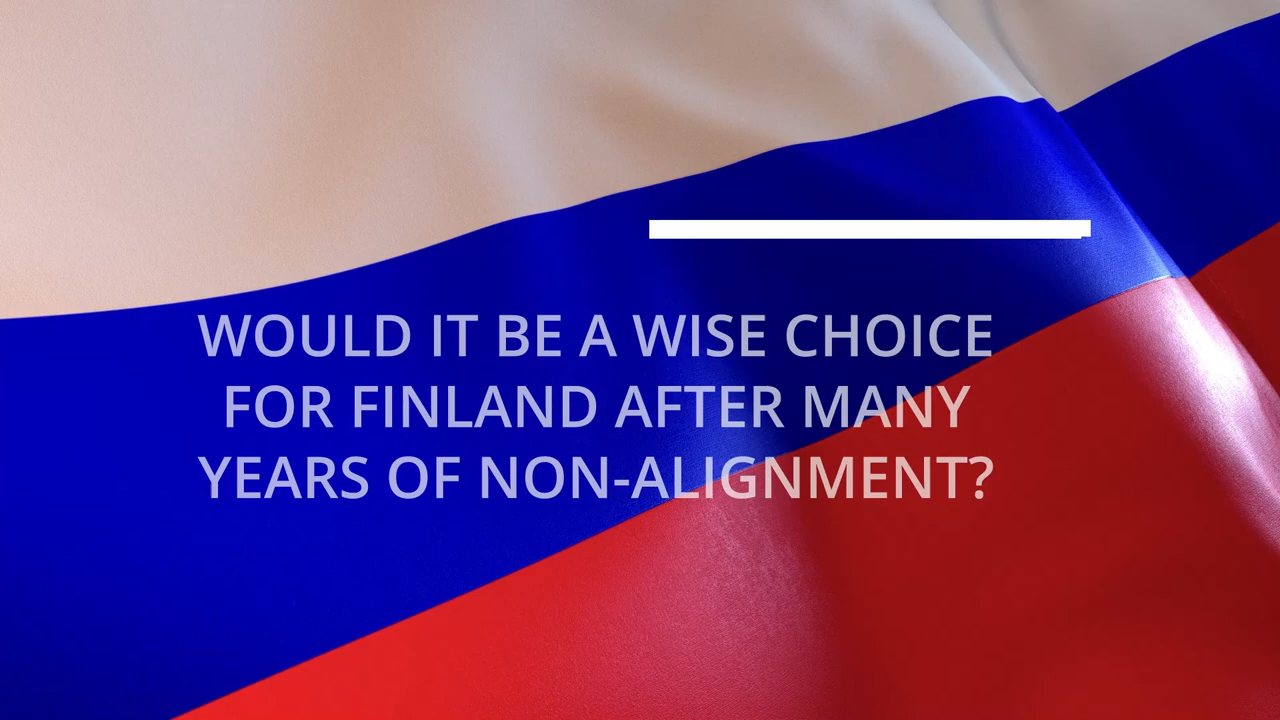 WOULD IT BE A WISE CHOICE
FOR FINLAND AFTER MANY
YEARS OF NON-ALIGNMENT?